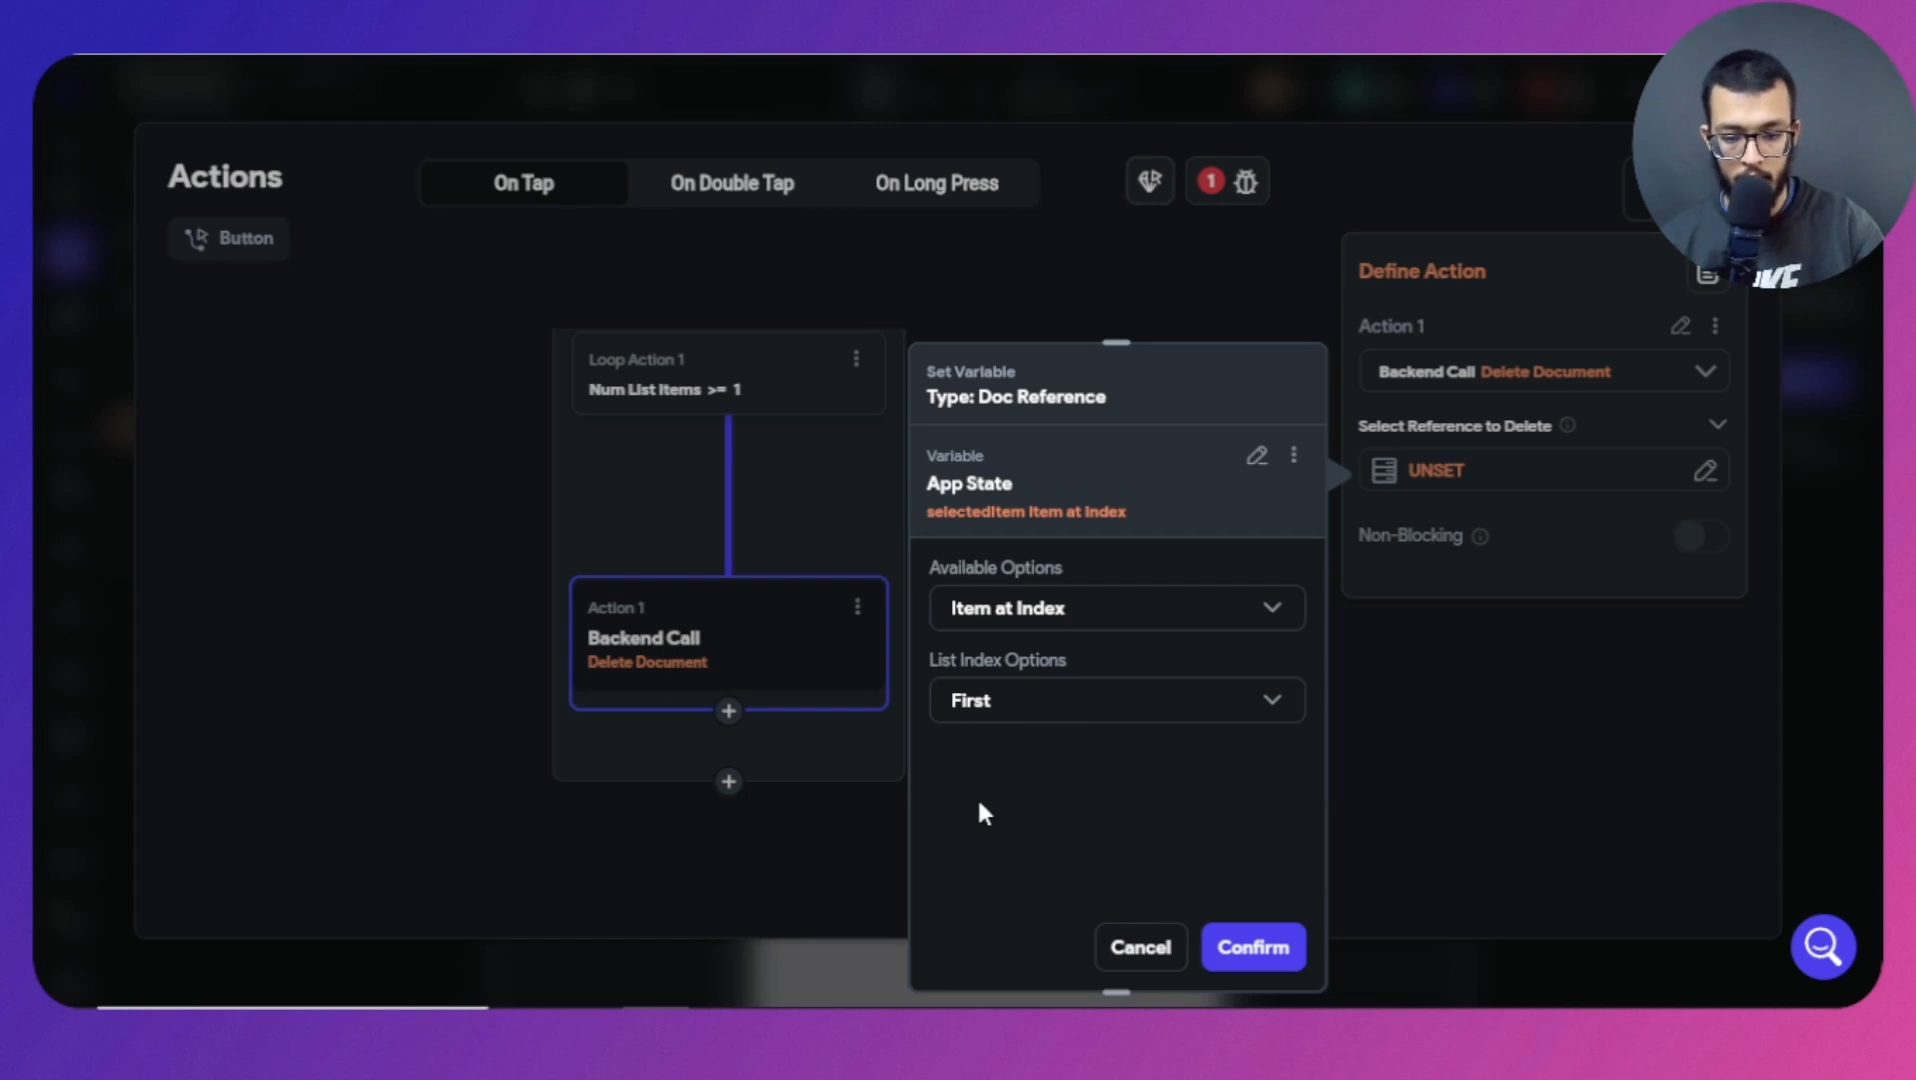 Actions
On Tap
On Double Tap
On Long Press
1
Button
Define Action
Action 1
Backend Call Delete Document
Select Reference to Delete
UNSET
Non-Blocking
Loop Action 1
Num List Items >= 1
Action 1
Backend Call
Delete Document
Set Variable
Type: Doc Reference
Variable
App State
selectedItem Item at Index
Available Options
Item at Index
List Index Options
First
Cancel
Confirm